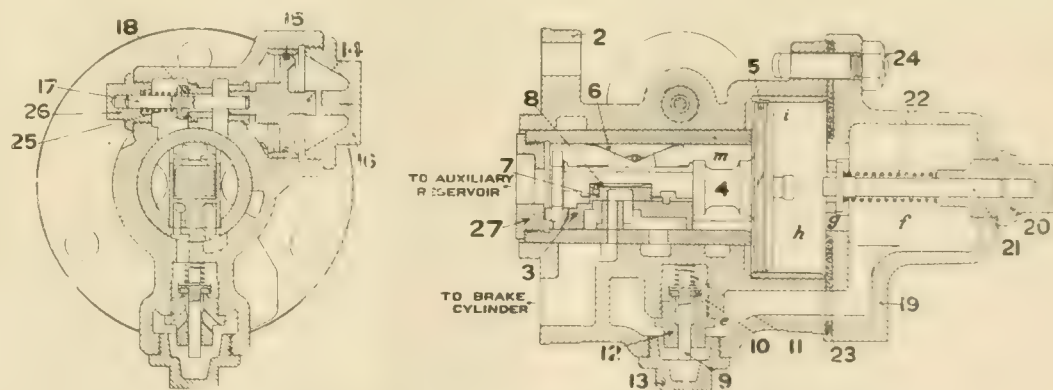 18
15
14
17
26
25
16
2
5
24
8
6
i
22
m
7
TO AUXILIARY
RESERVOIR
4
h
g
f
20
27
21
3
TO BRAKE
CYLINDER
e
19
12
10
11
23
13
9